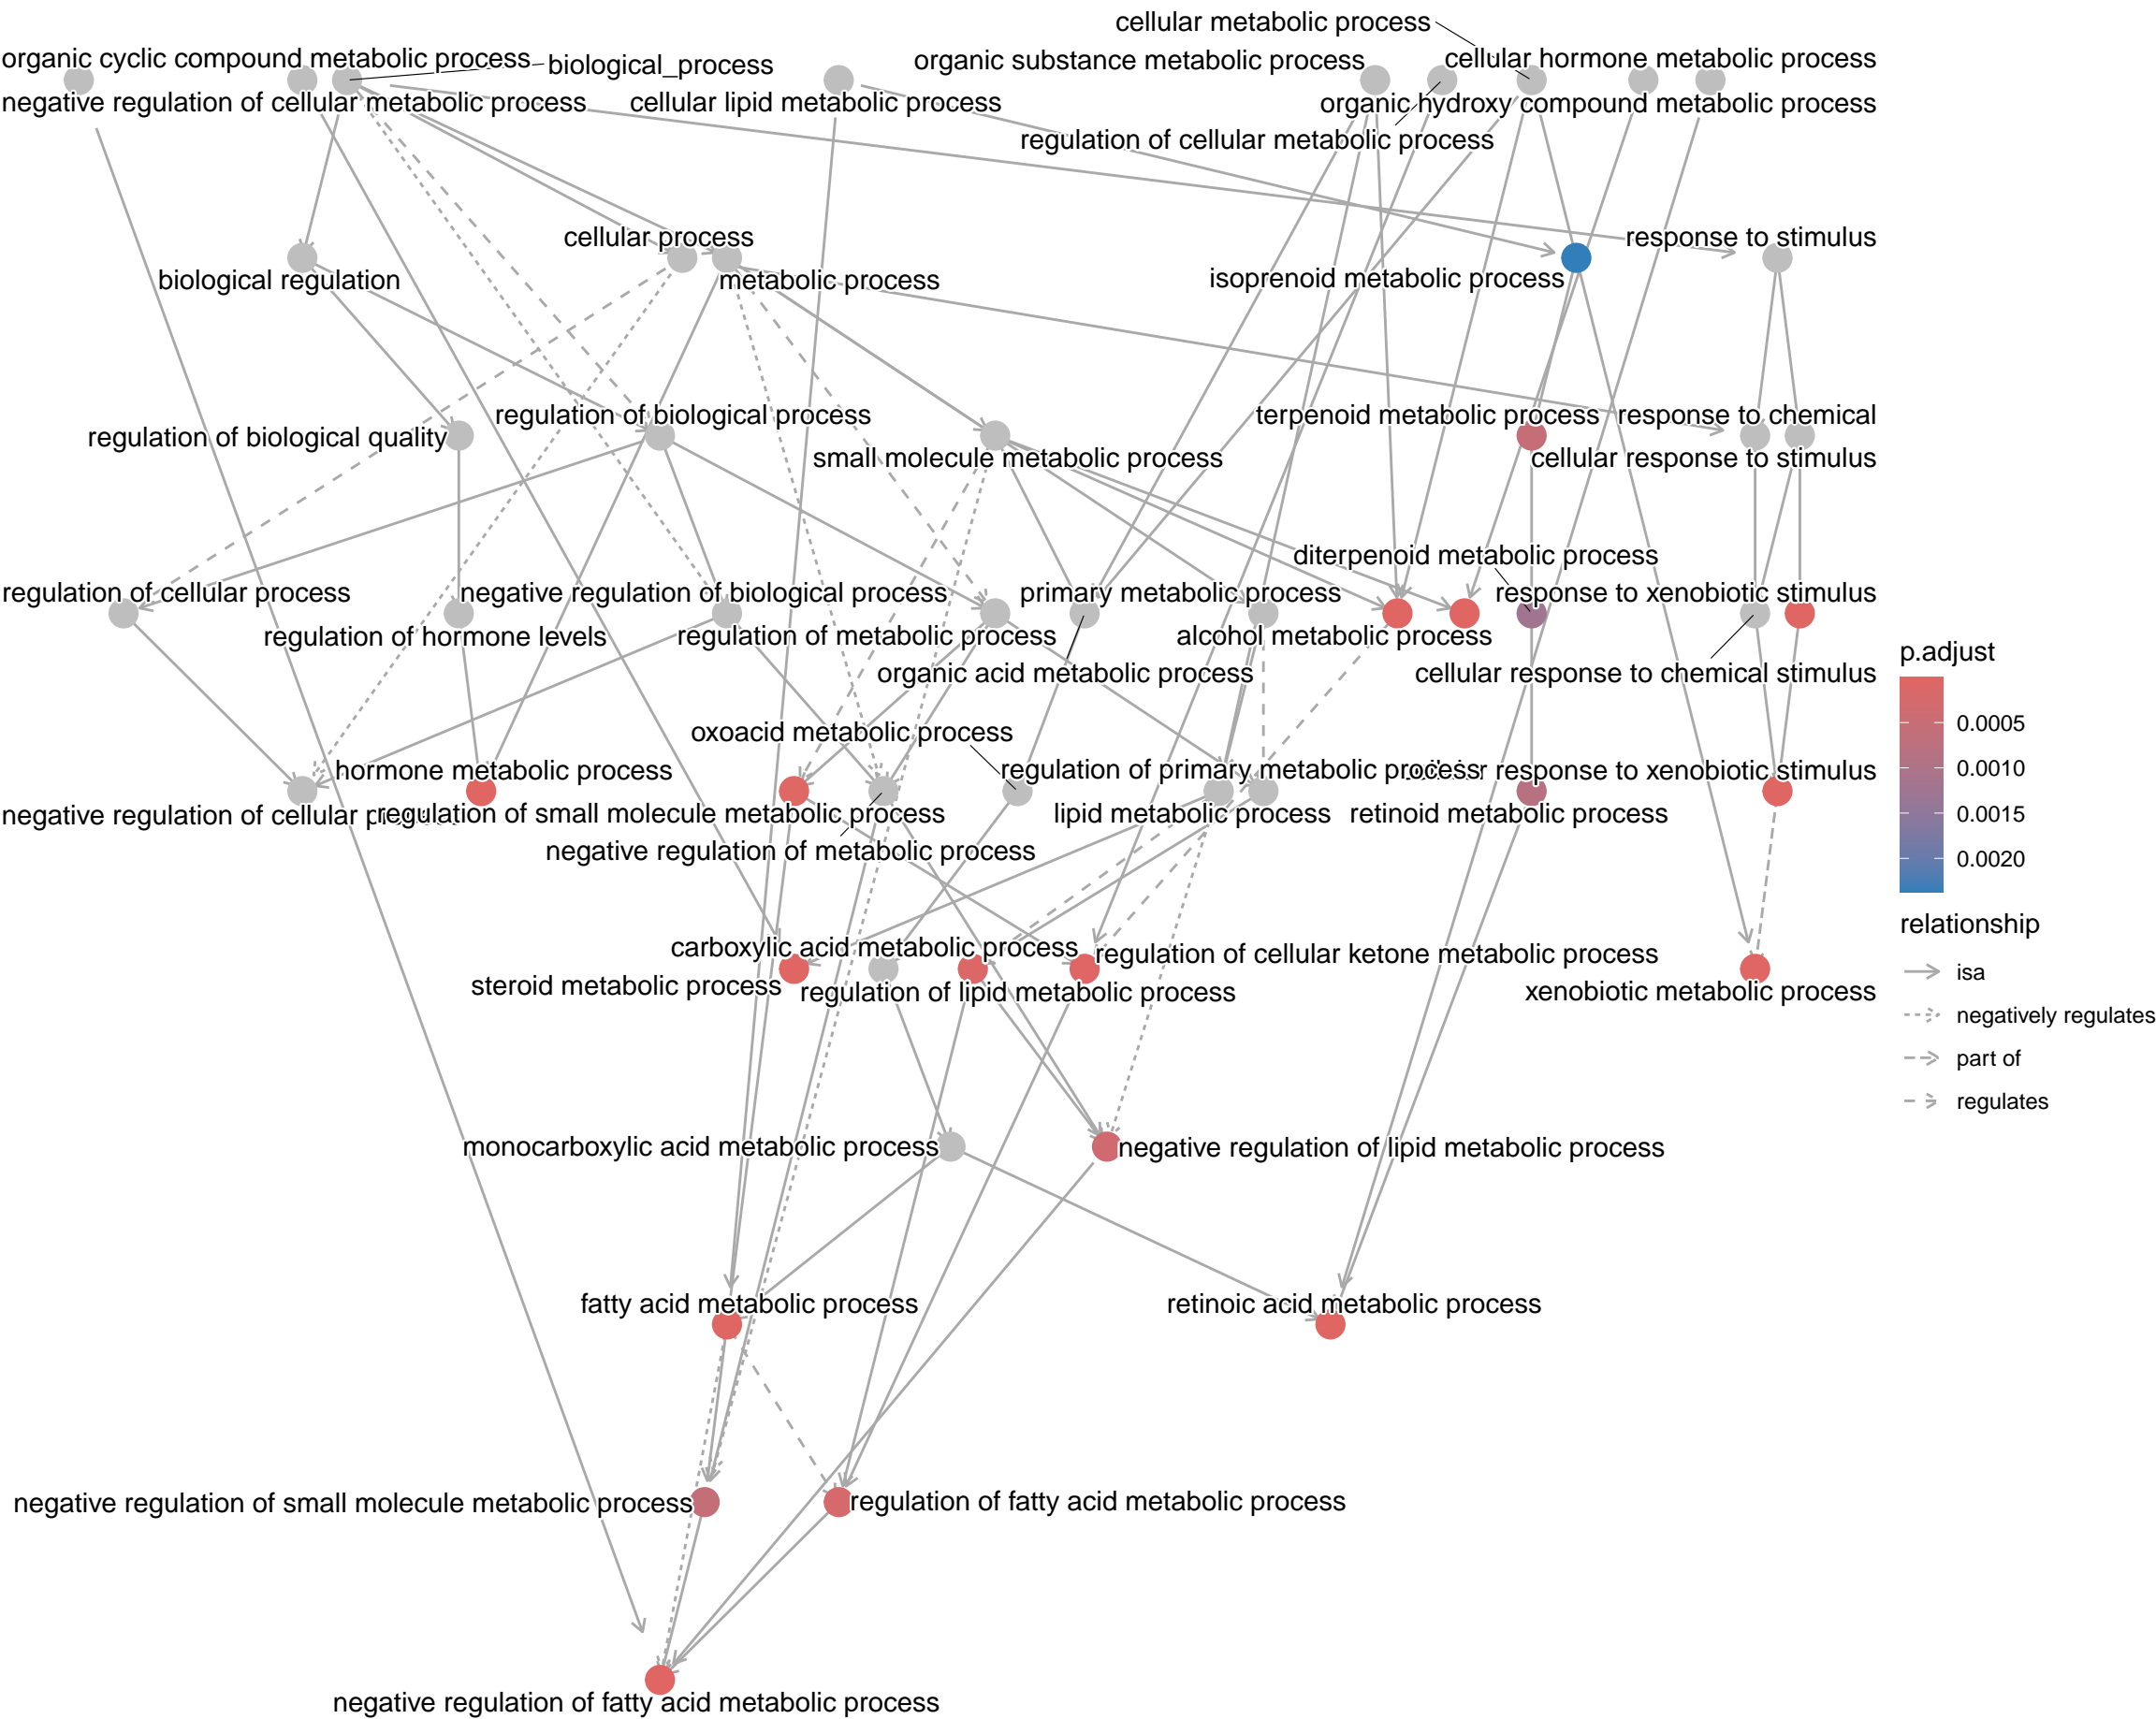 cellular metabolic process
organic cyclic compound metabolic process
biological_process
organic substance metabolic process
cellular hormone metabolic process
negative regulation of cellular metabolic process
cellular lipid metabolic process
organic hydroxy compound metabolic process
regulation of cellular metabolic process
cellular process
response to stimulus
biological regulation
metabolic process
isoprenoid metabolic process
regulation of biological quality
regulation of biological process
terpenoid metabolic process
response to chemical
small molecule metabolic process
cellular response to stimulus
diterpenoid metabolic process
regulation of cellular process
negative regulation of biological process
primary metabolic process
response to xenobiotic stimulus
regulation of hormone levels
regulation of metabolic process
alcohol metabolic process
organic acid metabolic process
cellular response to chemical stimulus
oxoacid metabolic process
hormone metabolic process
regulation of primary metabolic process
response to xenobiotic stimulus
negative regulation of cellular
regulation of small molecule metabolic process
lipid metabolic process
retinoid metabolic process
negative regulation of metabolic process
carboxylic acid metabolic process
regulation of cellular ketone metabolic process
steroid metabolic process
regulation of lipid metabolic process
xenobiotic metabolic process
monocarboxylic acid metabolic process
negative regulation of lipid metabolic process
fatty acid metabolic process
retinoic acid metabolic process
negative regulation of small molecule metabolic process
regulation of fatty acid metabolic process
negative regulation of fatty acid metabolic process
p.adjust
0.0005
0.0010
0.0015
0.0020
relationship
isa
negatively regulates
part of
regulates